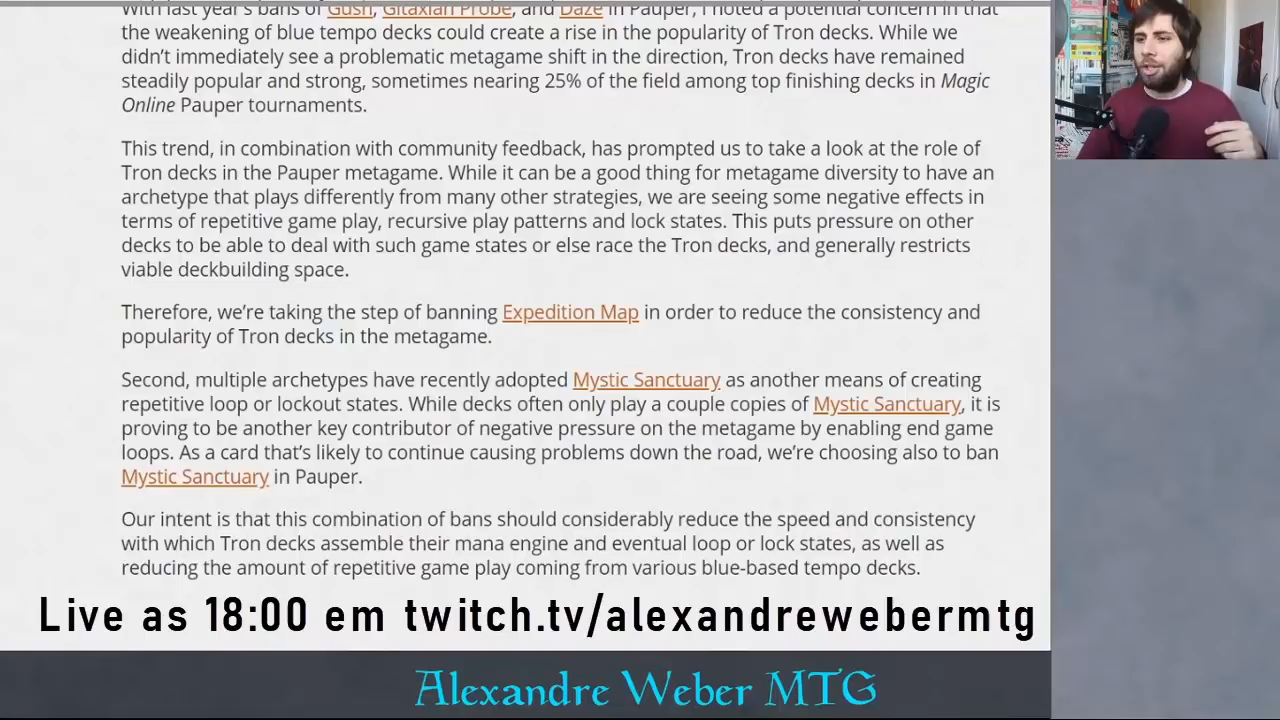 With last year's bans of Gush, Gitaxian Probe, and Daze in Pauper, I noted a potential concern in that
the weakening of blue tempo decks could create a rise in the popularity of Tron decks. While we
didn't immediately see a problematic metagame shift in the direction, Tron decks have remained
steadily popular and strong, sometimes nearing 25% of the field among top finishing decks in Magic
Online Pauper tournaments.
This trend, in combination with community feedback, has prompted us to take a look at the role of
Tron decks in the Pauper metagame. While it can be a good thing for metagame diversity to have an
archetype that plays differently from many other strategies, we are seeing some negative effects in
terms of repetitive game play, recursive play patterns and lock states. This puts pressure on other
decks to be able to deal with such game states or else race the Tron decks, and generally restricts
viable deckbuilding space.
Therefore, we're taking the step of banning Expedition Map in order to reduce the consistency and
popularity of Tron decks in the metagame.
Second, multiple archetypes have recently adopted Mystic Sanctuary as another means of creating
repetitive loop or lockout states. While decks often only play a couple copies of Mystic Sanctuary, it is
proving to be another key contributor of negative pressure on the metagame by enabling end game
loops. As a card that's likely to continue causing problems down the road, we're choosing also to ban
Mystic Sanctuary in Pauper.
Our intent is that this combination of bans should considerably reduce the speed and consistency
with which Tron decks assemble their mana engine and eventual loop or lock states, as well as
reducing the amount of repetitive game play coming from various blue-based tempo decks.
Live as 18:00 em twitch.tv/alexandrewebermtg
Alexandre Weber MTG